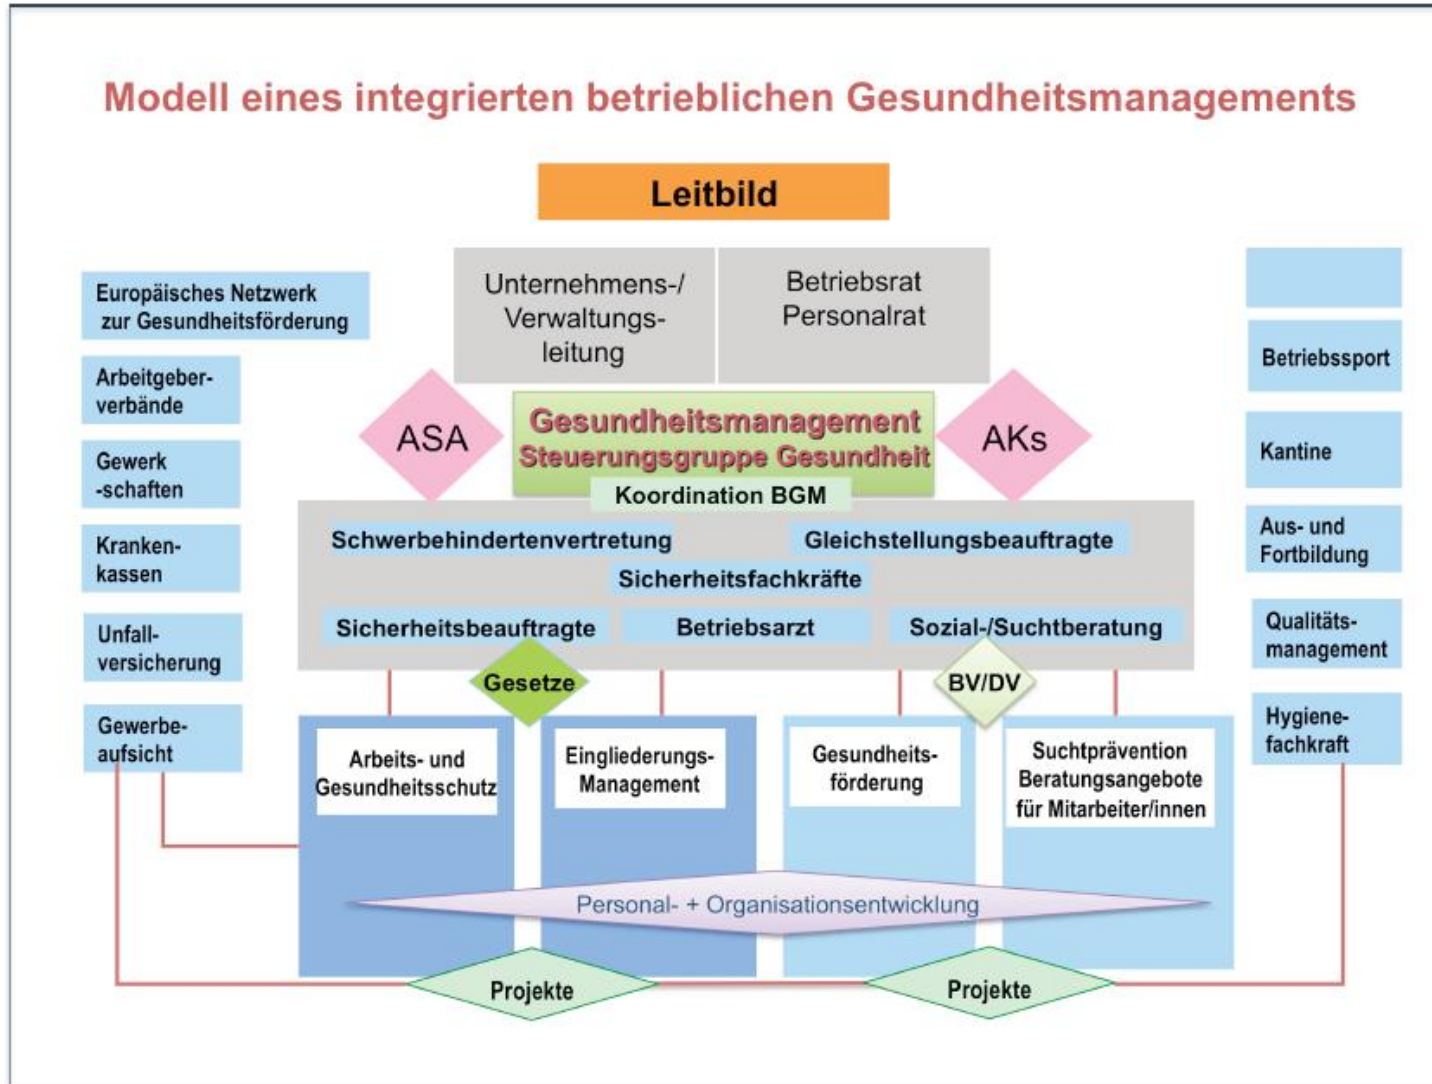 Modell eines integrierten betrieblichen Gesundheitsmanagements
Leitbild
Unternehmens-/
Verwaltungs-
leitung
Betriebsrat
Personalrat
Europäisches Netzwerk
zur Gesundheitsförderung
Arbeitgeber-
verbände
Gewerk
-schaften
Kranken-
kassen
Unfall-
versicherung
Gewerbe-
aufsicht
ASA
Gesundheitsmanagement
Steuerungsgruppe Gesundheit
AKs
Koordination BGM
Schwerbehindertenvertretung
Gleichstellungsbeauftragte
Sicherheitsfachkräfte
Sicherheitsbeauftragte
Betriebsarzt
Sozial-/Suchtberatung
Gesetze
BV/DV
Betriebssport
Kantine
Aus- und
Fortbildung
Qualitäts-
management
Hygiene-
fachkraft
Arbeits- und
Gesundheitsschutz
Eingliederungs-
Management
Gesundheits-
förderung
Suchtprävention
Beratungsangebote
für Mitarbeiter/innen
Personal- + Organisationsentwicklung
Projekte
Projekte